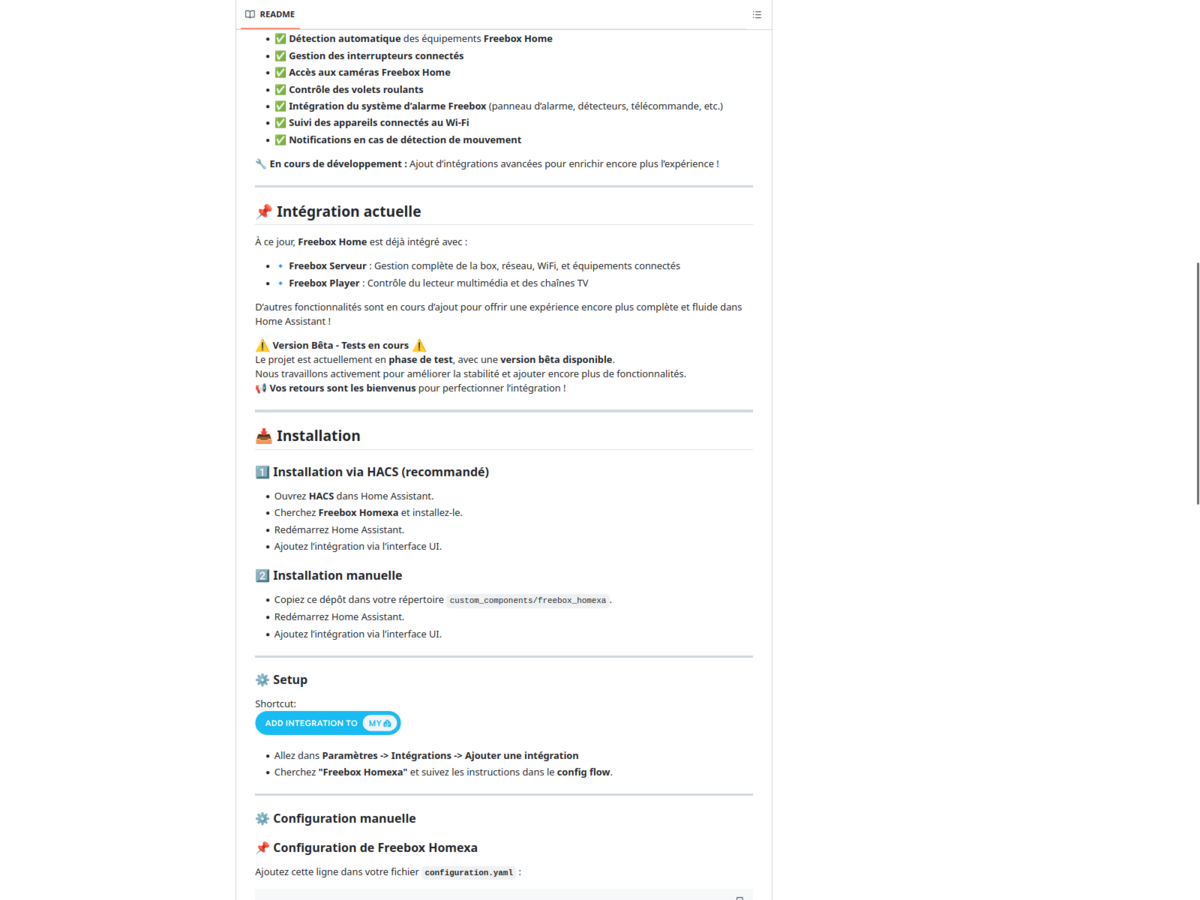 README
✅ Détection automatique des équipements Freebox Home
✅ Gestion des interrupteurs connectés
✅ Accès aux caméras Freebox Home
✅ Contrôle des volets roulants
✅ Intégration du système d’alarme Freebox (panneau d’alarme, détecteurs, télécommande, etc.)
✅ Suivi des appareils connectés au Wi-Fi
✅ Notifications en cas de détection de mouvement
🔧 En cours de développement : Ajout d’intégrations avancées pour enrichir encore plus l’expérience !
📌 Intégration actuelle
À ce jour, Freebox Home est déjà intégré avec :
🔹 Freebox Serveur : Gestion complète de la box, réseau, WiFi, et équipements connectés
🔹 Freebox Player : Contrôle du lecteur multimédia et des chaînes TV
D’autres fonctionnalités sont en cours d’ajout pour offrir une expérience encore plus complète et fluide dans
Home Assistant !
⚠️ Version Bêta - Tests en cours ⚠️
Le projet est actuellement en phase de test, avec une version bêta disponible.
Nous travaillons activement pour améliorer la stabilité et ajouter encore plus de fonctionnalités.
📢 Vos retours sont les bienvenus pour perfectionner l’intégration !
📥 Installation
1️⃣ Installation via HACS (recommandé)
Ouvrez HACS dans Home Assistant.
Cherchez Freebox Homexa et installez-le.
Redémarrez Home Assistant.
Ajoutez l’intégration via l’interface UI.
2️⃣ Installation manuelle
Copiez ce dépôt dans votre répertoire custom_components/freebox_homexa.
Redémarrez Home Assistant.
Ajoutez l’intégration via l’interface UI.
⚙️ Setup
Shortcut:
ADD INTEGRATION TO MY
Allez dans Paramètres -> Intégrations -> Ajouter une intégration
Cherchez "Freebox Homexa" et suivez les instructions dans le config flow.
⚙️ Configuration manuelle
📌 Configuration de Freebox Homexa
Ajoutez cette ligne dans votre fichier configuration.yaml :